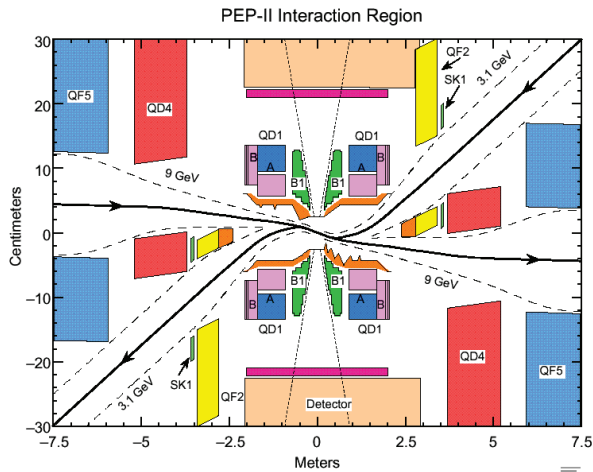 PEP-II Interaction Region
30
20
10
0
−10
−20
−30
Centimeters
QF5
QD4
QF2
SK1
3.1 GeV
QD1
QD1
B
A
B1
B1
A
B
9 GeV
9 GeV
B
A
B1
B1
A
B
QD1
QD1
SK1
QF2
3.1 GeV
Detector
QD4
QF5
−7.5
−5
−2.5
0
2.5
5
7.5
Meters